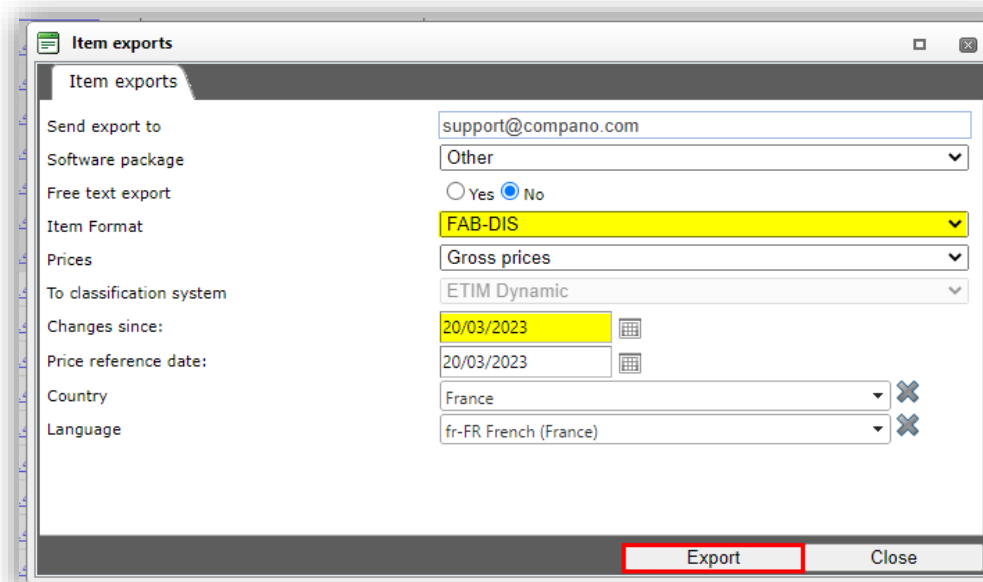 Item exports
Item exports
Send export to support@compano.com
Software package Other
Free text export Yes No
Item Format FAB-DIS
Prices Gross prices
To classification system ETIM Dynamic
Changes since: 20/03/2023
Price reference date: 20/03/2023
Country France
Language fr-FR French (France)
Export Close